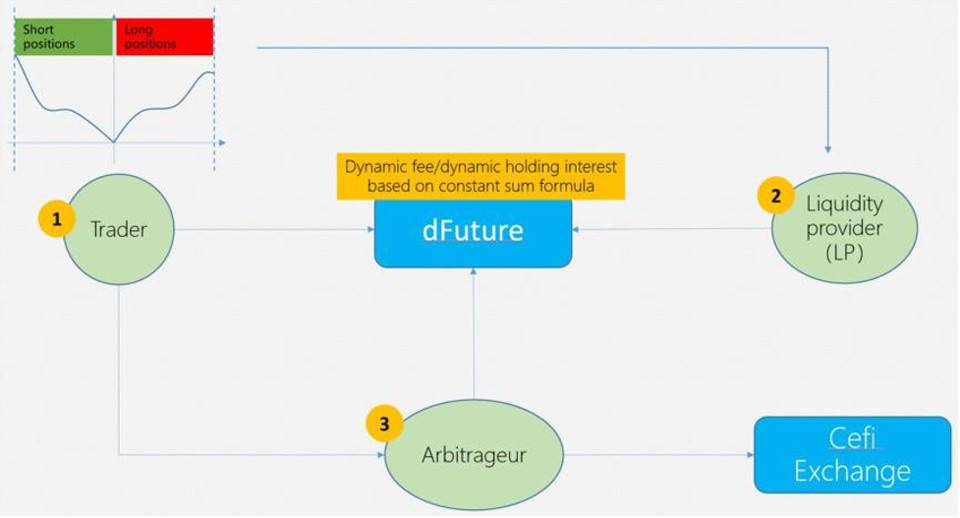 Short
positions
Long
positions
Dynamic fee/dynamic holding interest
based on constant sum formula
1
Trader
dFuture
2
Liquidity
provider
(LP)
3
Arbitrageur
Cefi
Exchange